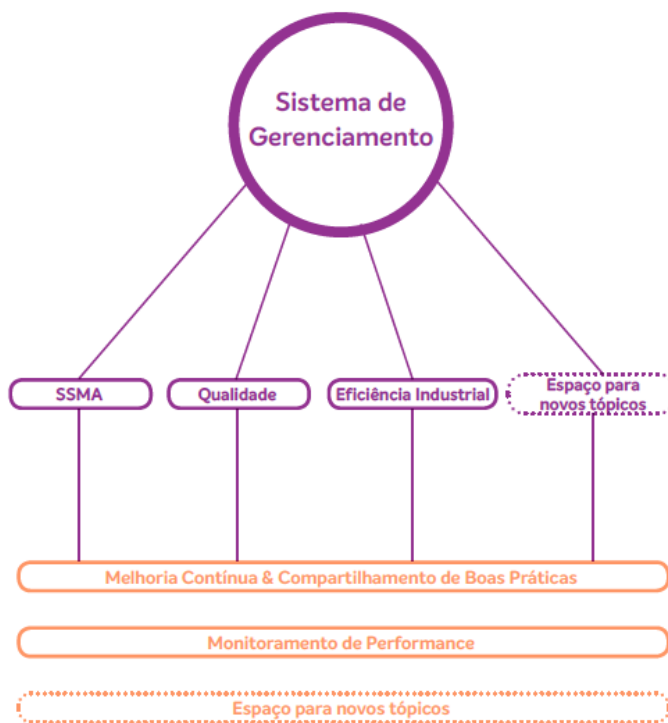 Sistema de
Gerenciamento
SSMA
Qualidade
Eficiência Industrial
Espaço para
novos tópicos
Melhoria Contínua & Compartilhamento de Boas Práticas
Monitoramento de Performance
Espaço para novos tópicos